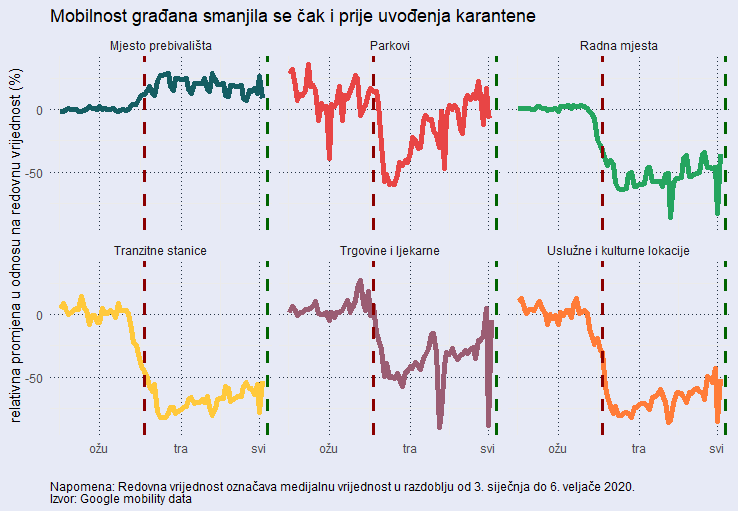 Mobilnost građana smanjila se čak i prije uvođenja karantene
relativna promjena u odnosu na redovnu vrijednost (%)
Mjesto prebivališta
Parkovi
Radna mjesta
0
-50
Tranzitne stanice
Trgovine i ljekarne
Uslužne i kulturne lokacije
0
-50
ožu
tra
svi
ožu
tra
svi
ožu
tra
svi
Napomena: Redovna vrijednost označava medijalnu vrijednost u razdoblju od 3. siječnja do 6. veljače 2020.
Izvor: Google mobility data